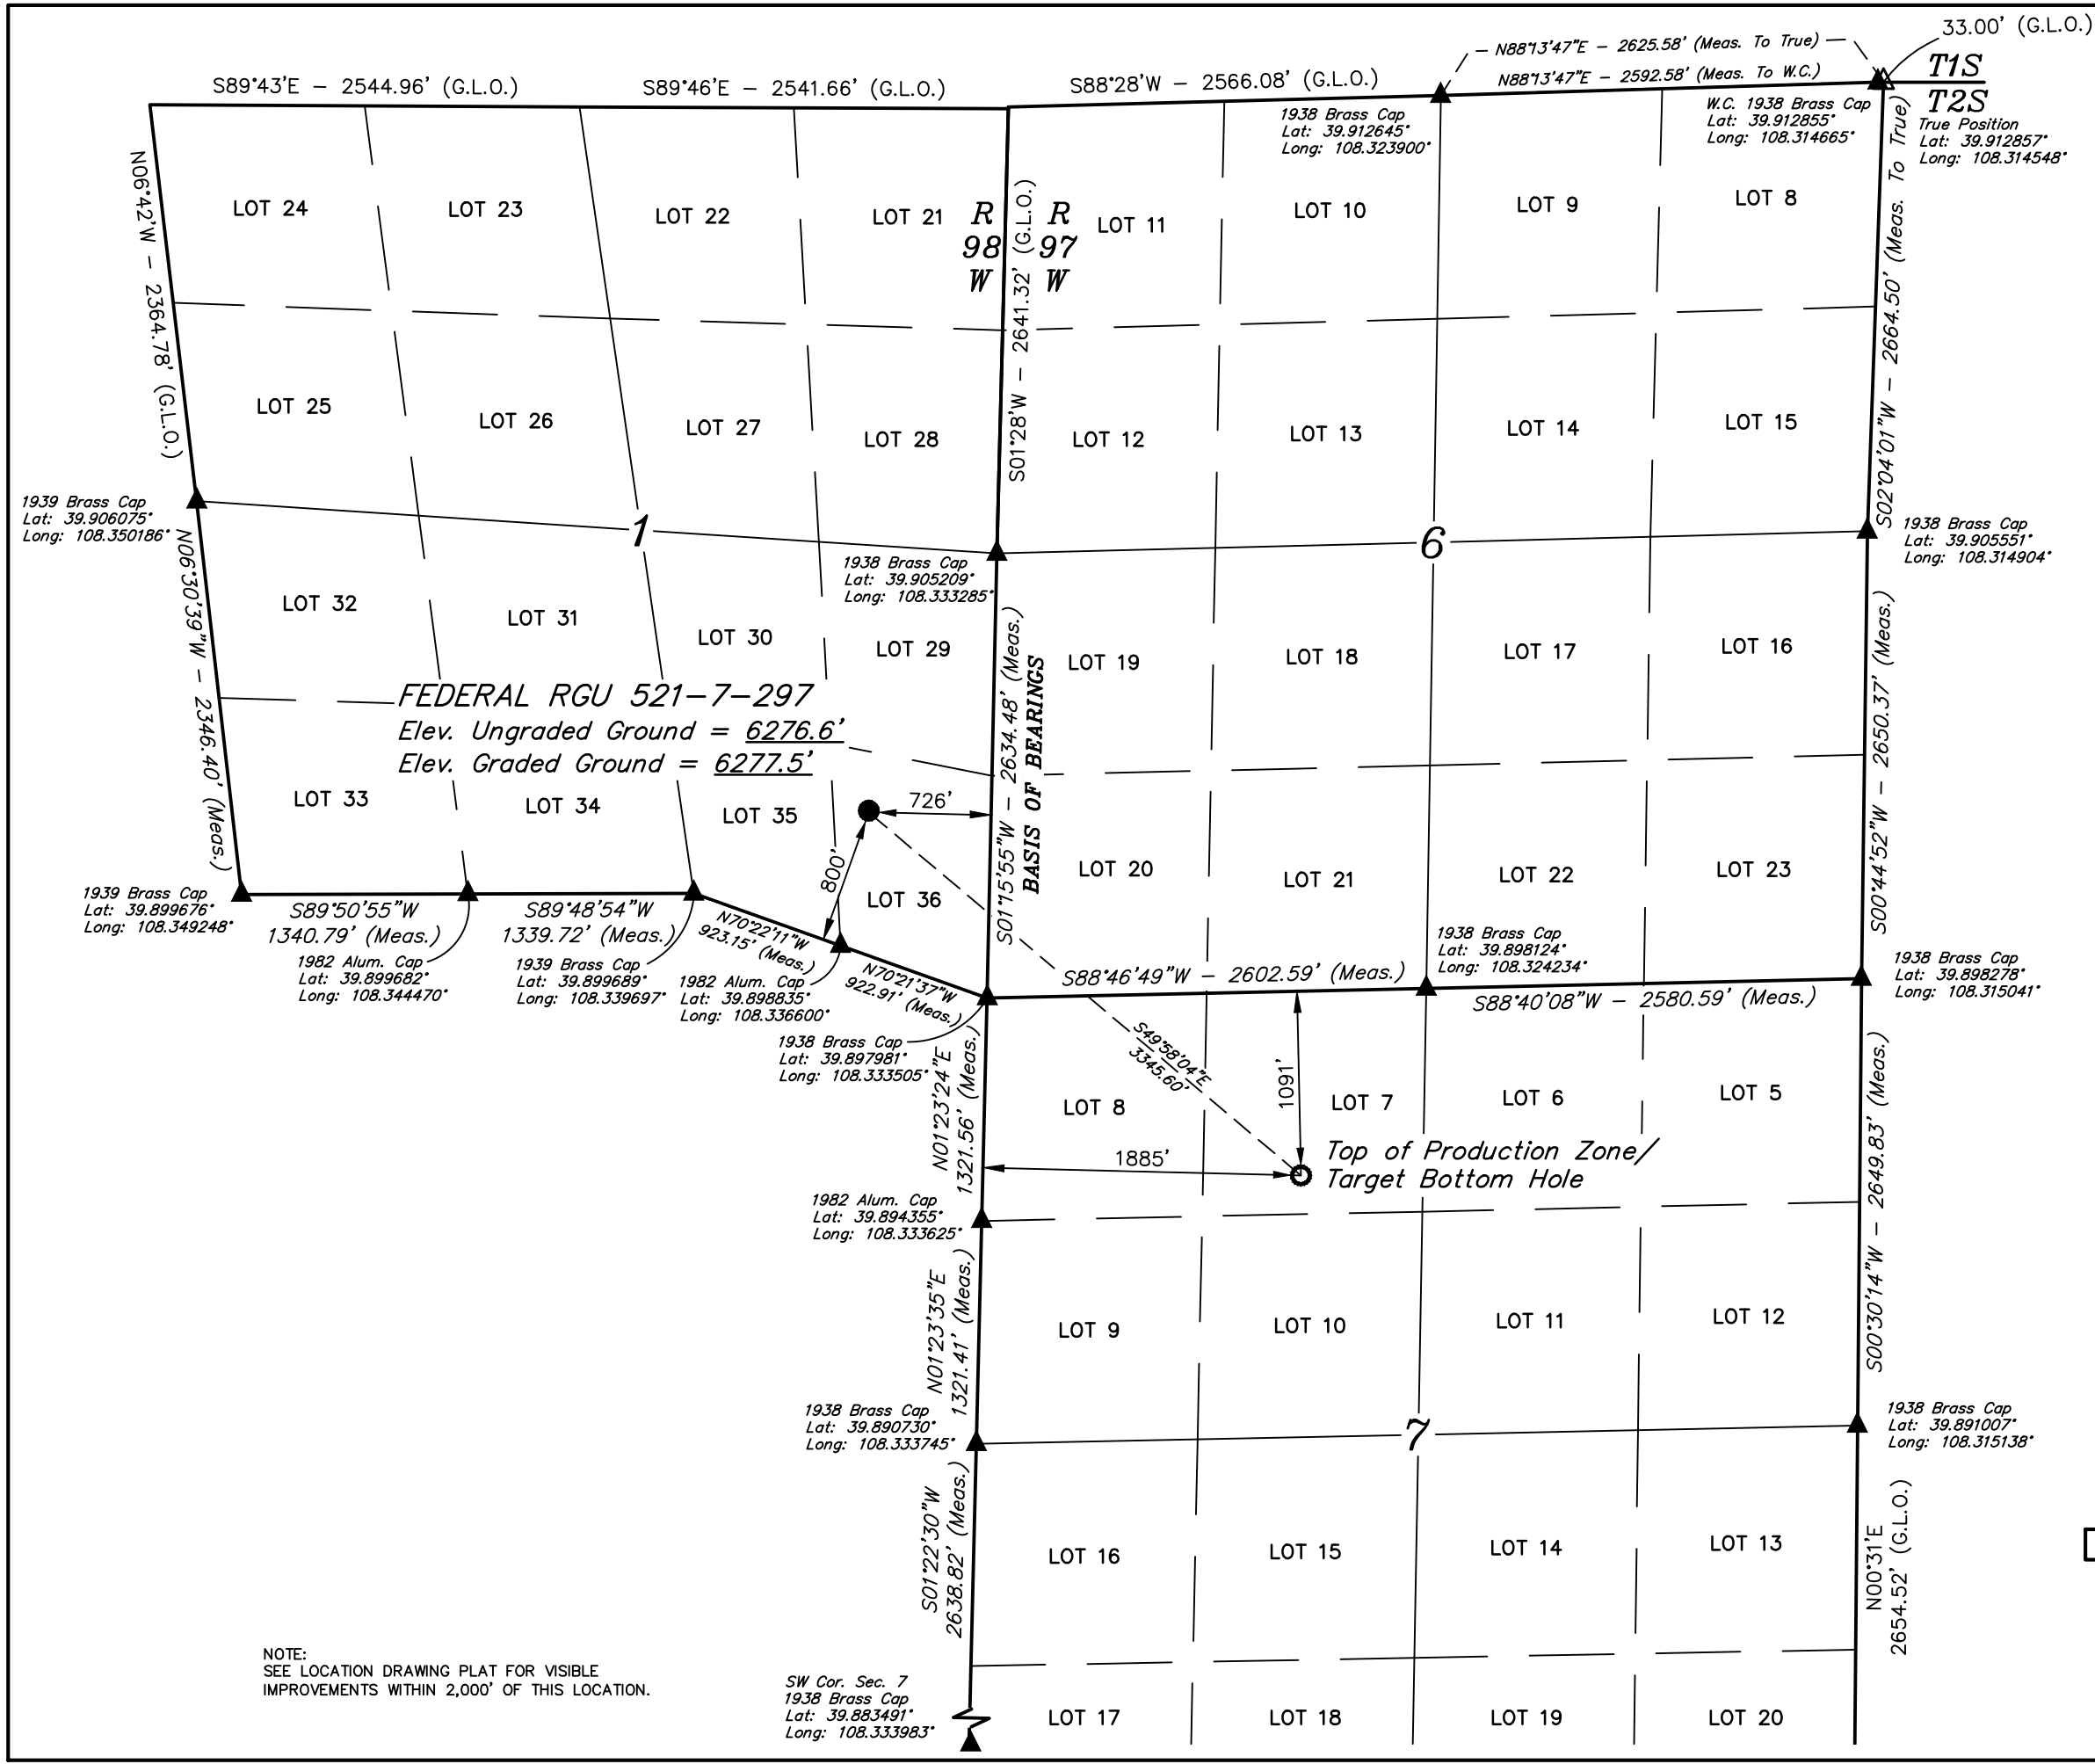 33.00' (G.L.O.)
N88°13'47"E – 2625.58' (Meas. To True)
S89°43'E – 2544.96' (G.L.O.)
S89°46'E – 2541.66' (G.L.O.)
S88°28'W – 2566.08' (G.L.O.)
N88°13'47"E – 2592.58' (Meas. To W.C.)
T1S
T2S
True Position
Lat: 39.912857°
Long: 108.314548°
W.C. 1938 Brass Cap
Lat: 39.912855°
Long: 108.314665°
1938 Brass Cap
Lat: 39.912645°
Long: 108.323900°
N06°42'W – 2364.78' (G.L.O.)
LOT 24
LOT 23
LOT 22
LOT 21
R
98
W
S01°28'W – 2641.32' (G.L.O.)
R
97
W
LOT 11
LOT 10
LOT 9
LOT 8
S02°04'01"W – 2664.50' (Meas. To True)
LOT 25
LOT 26
LOT 27
LOT 28
LOT 12
LOT 13
LOT 14
LOT 15
1939 Brass Cap
Lat: 39.906075°
Long: 108.350186°
1
6
1938 Brass Cap
Lat: 39.905209°
Long: 108.333285°
1938 Brass Cap
Lat: 39.905551°
Long: 108.314904°
N06°30'39"W – 2346.40' (Meas.)
LOT 32
LOT 31
LOT 30
LOT 29
S01°15'55"W – 2634.48' (Meas.)
BASIS OF BEARINGS
LOT 19
LOT 18
LOT 17
LOT 16
S00°44'52"W – 2650.37' (Meas.)
FEDERAL RGU 521-7-297
Elev. Ungraded Ground = 6276.6'
Elev. Graded Ground = 6277.5'
LOT 33
LOT 34
LOT 35
726'
800'
LOT 36
LOT 20
LOT 21
LOT 22
LOT 23
1939 Brass Cap
Lat: 39.899676°
Long: 108.349248°
S89°50'55"W
1340.79' (Meas.)
S89°48'54"W
1339.72' (Meas.)
N70°22'11"W
923.15' (Meas.)
N70°21'37"W
922.91' (Meas.)
1982 Alum. Cap
Lat: 39.899682°
Long: 108.344470°
1939 Brass Cap
Lat: 39.899689°
Long: 108.339697°
1982 Alum. Cap
Lat: 39.898835°
Long: 108.336600°
1938 Brass Cap
Lat: 39.897981°
Long: 108.333505°
1938 Brass Cap
Lat: 39.898124°
Long: 108.324234°
S88°46'49"W – 2602.59' (Meas.)
S88°40'08"W – 2580.59' (Meas.)
1938 Brass Cap
Lat: 39.898278°
Long: 108.315041°
N01°23'24"E
1321.56' (Meas.)
S49°58'04"E
3345.60'
1091'
LOT 8
LOT 7
LOT 6
LOT 5
S00°30'14"W – 2649.83' (Meas.)
1885'
Top of Production Zone/
Target Bottom Hole
1982 Alum. Cap
Lat: 39.894355°
Long: 108.333625°
N01°23'35"E
1321.41' (Meas.)
LOT 9
LOT 10
LOT 11
LOT 12
1938 Brass Cap
Lat: 39.890730°
Long: 108.333745°
7
1938 Brass Cap
Lat: 39.891007°
Long: 108.315138°
S01°22'30"W
2638.82' (Meas.)
LOT 16
LOT 15
LOT 14
LOT 13
N00°31'E
2654.52' (G.L.O.)
NOTE:
SEE LOCATION DRAWING PLAT FOR VISIBLE
IMPROVEMENTS WITHIN 2,000' OF THIS LOCATION.
SW Cor. Sec. 7
1938 Brass Cap
Lat: 39.883491°
Long: 108.333983°
LOT 17
LOT 18
LOT 19
LOT 20